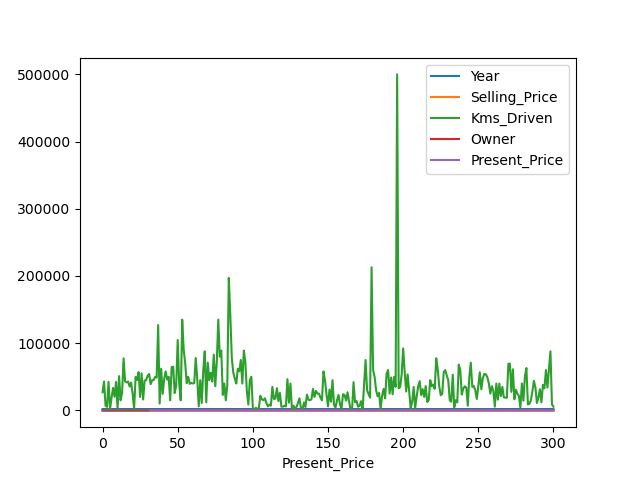 500000
400000
300000
200000
100000
0
Year
Selling_Price
Kms_Driven
Owner
Present_Price
0 50 100 150 200 250 300
Present_Price